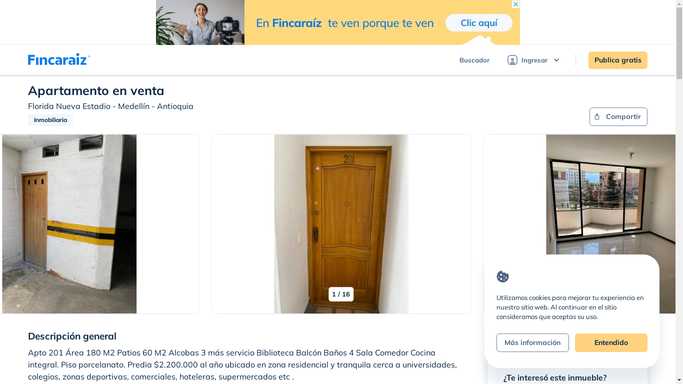 En Fincaraíz te ven porque te ven
Clic aquí
Fincaraíz
Buscador
Ingresar
Publica gratis
Apartamento en venta
Florida Nueva Estadio - Medellín - Antioquia
Inmobiliaria
Compartir
201
1 / 16
Utilizamos cookies para mejorar tu experiencia en
nuestro sitio web. Al continuar en el sitio
consideramos que aceptas su uso.
Más información
Entendido
Descripción general
Apto 201 Área 180 M2 Patios 60 M2 Alcobas 3 más servicio Biblioteca Balcón Baños 4 Sala Comedor Cocina
integral. Piso porcelanato. Predia $2.200.000 al año ubicado en zona residencial y tranquila cerca a universidades,
colegios, zonas deportivas, comerciales, hoteleras, supermercados etc .
¿Te interesó este inmueble?